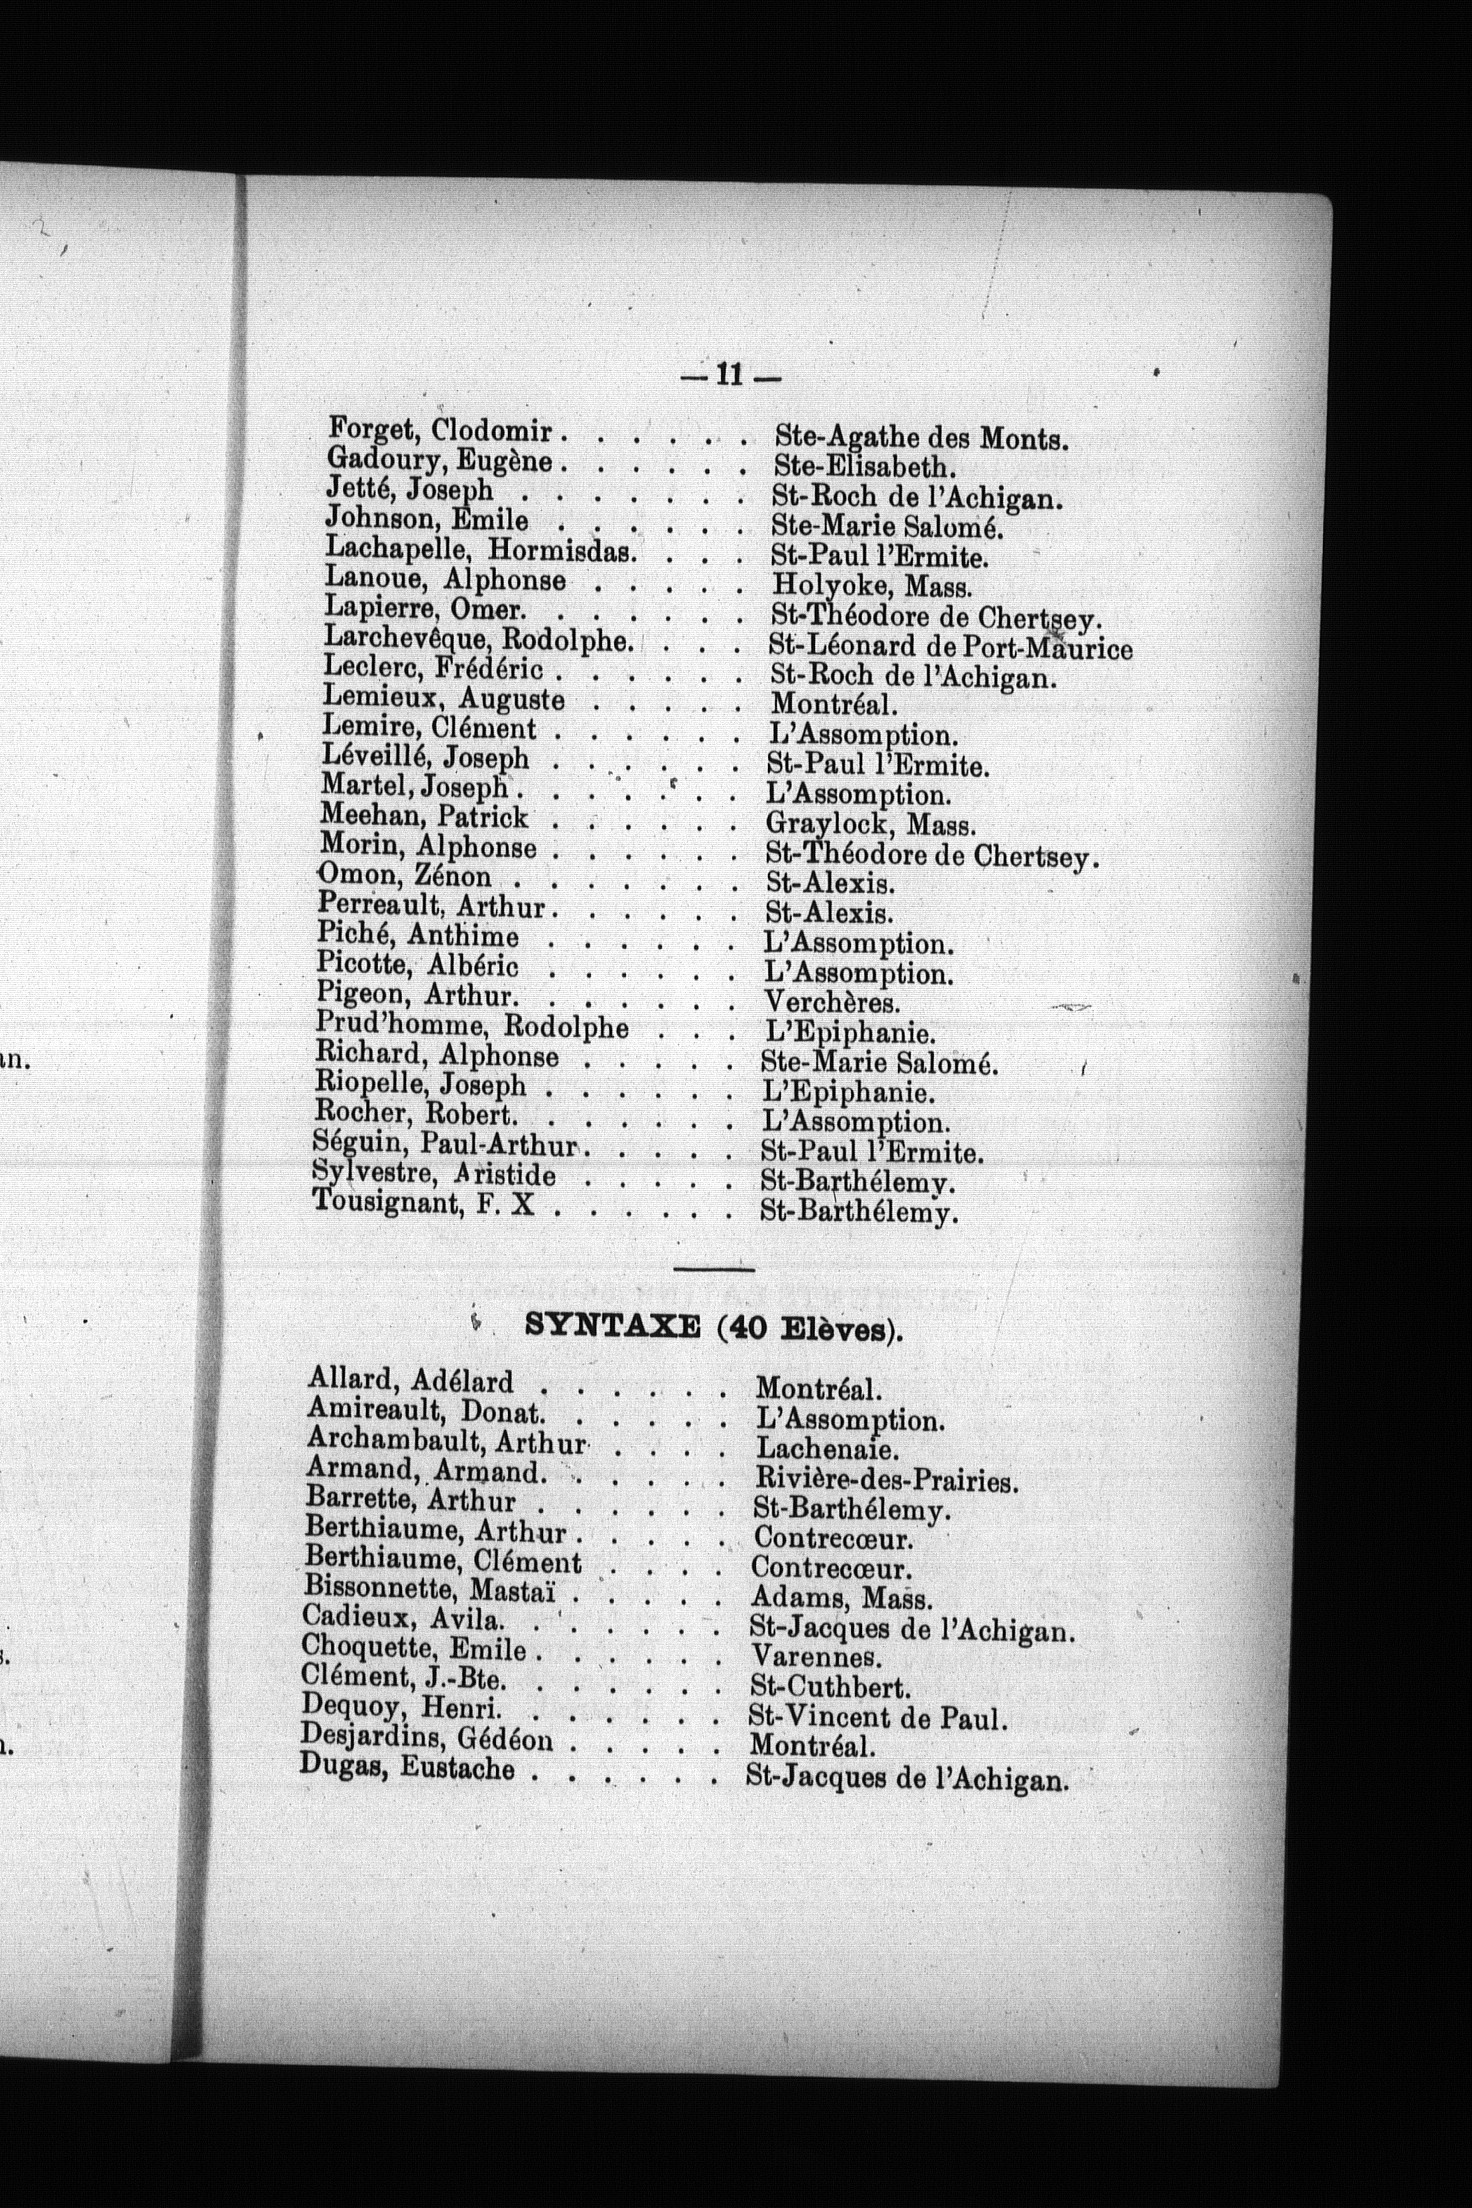 — 11 —
Forget, Clodomir . . . . . . Ste-Agathe des Monts.
Gadoury, Eugène . . . . . . Ste-Elisabeth.
Jetté, Joseph . . . . . . . St-Roch de l'Achigan.
Johnson, Emile . . . . . . Ste-Marie Salomé.
Lachapelle, Hormisdas. . . . St-Paul l'Ermite.
Lanoue, Alphonse . . . . . Holyoke, Mass.
Lapierre, Omer. . . . . . . St-Théodore de Chertsey.
Larchevêque, Rodolphe. . . . St-Léonard de Port-Maurice
Leclerc, Frédéric . . . . . . St-Roch de l'Achigan.
Lemieux, Auguste . . . . . Montréal.
Lemire, Clément . . . . . . L'Assomption.
Léveillé, Joseph . . . . . . St-Paul l'Ermite.
Martel, Joseph . . . . . . . L'Assomption.
Meehan, Patrick . . . . . . Graylock, Mass.
Morin, Alphonse . . . . . . St-Théodore de Chertsey.
Omon, Zénon . . . . . . . St-Alexis.
Perreault, Arthur . . . . . . St-Alexis.
Piché, Anthime . . . . . . L'Assomption.
Picotte, Albéric . . . . . . L'Assomption.
Pigeon, Arthur. . . . . . . Verchères.
Prud'homme, Rodolphe . . . L'Epiphanie.
Richard, Alphonse . . . . . Ste-Marie Salomé.
Riopelle, Joseph . . . . . . L'Epiphanie.
Rocher, Robert. . . . . . . L'Assomption.
Séguin, Paul-Arthur . . . . . St-Paul l'Ermite.
Sylvestre, Aristide . . . . . St-Barthélemy.
Tousignant, F. X . . . . . . St-Barthélemy.
SYNTAXE (40 Elèves).
Allard, Adélard . . . . . . Montréal.
Amireault, Donat. . . . . . L'Assomption.
Archambault, Arthur . . . . Lachenaie.
Armand, Armand. . . . . . Rivière-des-Prairies.
Barrette, Arthur . . . . . . St-Barthélemy.
Berthiaume, Arthur . . . . . Contrecœur.
Berthiaume, Clément . . . . Contrecœur.
Bissonnette, Mastaï . . . . . Adams, Mass.
Cadieux, Avila. . . . . . . St-Jacques de l'Achigan.
Choquette, Emile . . . . . . Varennes.
Clément, J.-Bte. . . . . . . St-Cuthbert.
Dequoy, Henri. . . . . . . St-Vincent de Paul.
Desjardins, Gédéon . . . . . Montréal.
Dugas, Eustache . . . . . . St-Jacques de l'Achigan.